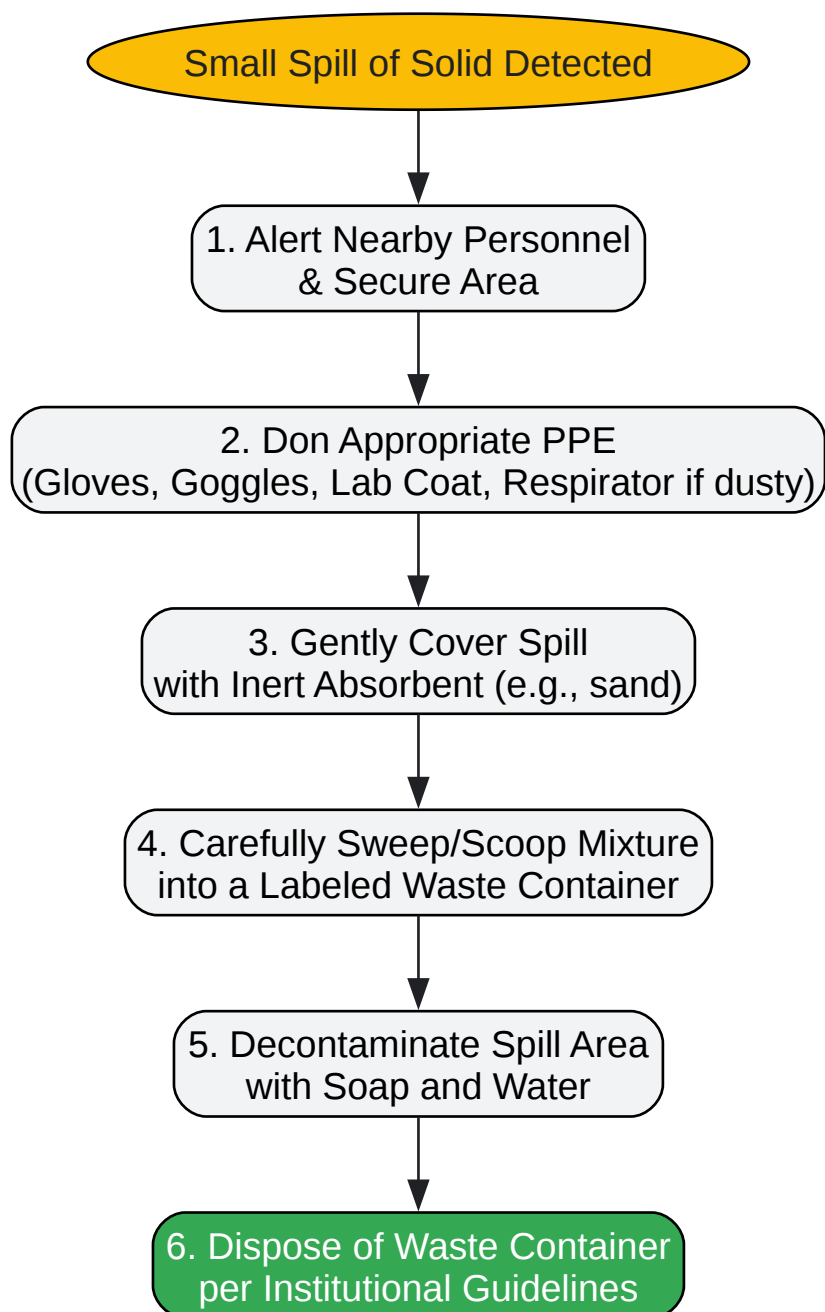 Small Spill of Solid Detected
1. Alert Nearby Personnel
& Secure Area
2. Don Appropriate PPE
(Gloves, Goggles, Lab Coat, Respirator if dusty)
3. Gently Cover Spill
with Inert Absorbent (e.g., sand)
4. Carefully Sweep/Scoop Mixture
into a Labeled Waste Container
5. Decontaminate Spill Area
with Soap and Water
6. Dispose of Waste Container
per Institutional Guidelines